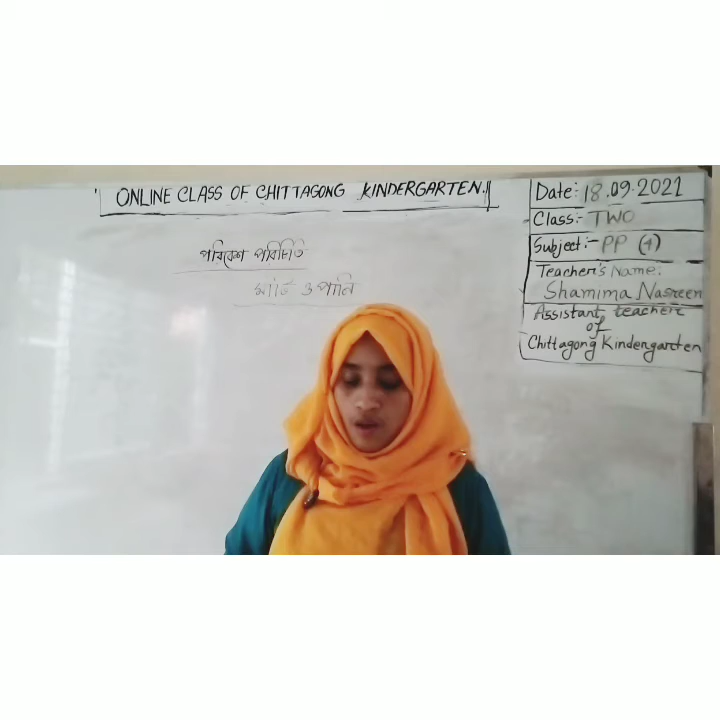 ONLINE CLASS OF CHITTAGONG KINDERGARTEN.
পরিবেশ পরিচিতি
মাটি ও পানি
Date:- 18.09.2021
Class:- TWO
Subject:- PP (4)
Teacher's Name:
Shamima Nasreen
Assistant teacher
of
Chittagong Kindergarten